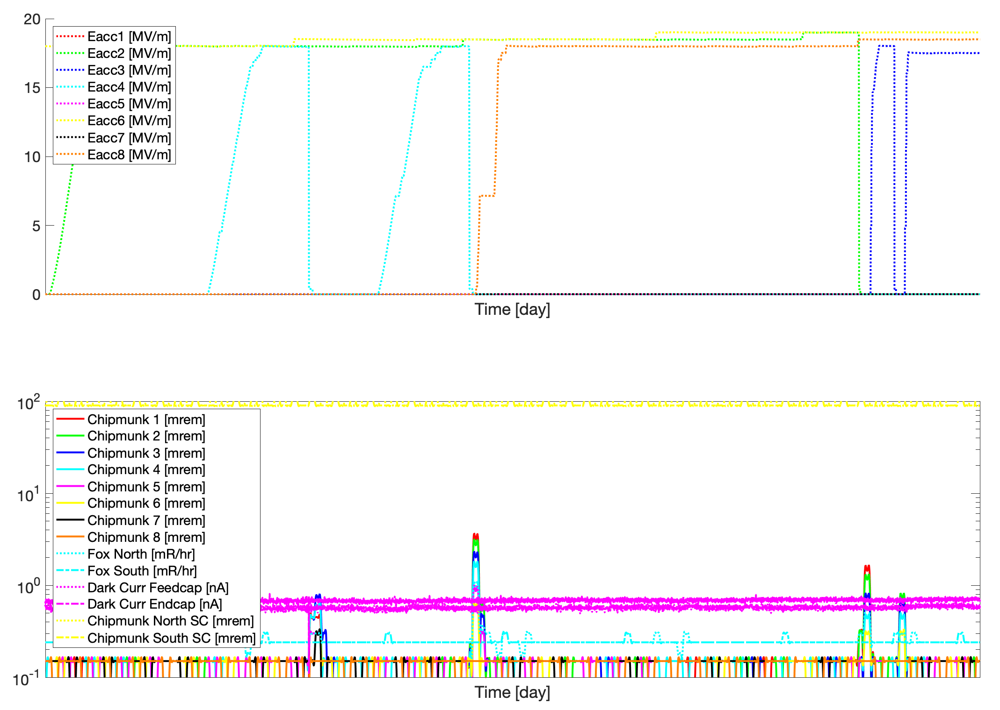 20
15
10
5
0
Eacc1 [MV/m]
Eacc2 [MV/m]
Eacc3 [MV/m]
Eacc4 [MV/m]
Eacc5 [MV/m]
Eacc6 [MV/m]
Eacc7 [MV/m]
Eacc8 [MV/m]
Time [day]
10^2
10^1
10^0
10^-1
Chipmunk 1 [mrem]
Chipmunk 2 [mrem]
Chipmunk 3 [mrem]
Chipmunk 4 [mrem]
Chipmunk 5 [mrem]
Chipmunk 6 [mrem]
Chipmunk 7 [mrem]
Chipmunk 8 [mrem]
Fox North [mR/hr]
Fox South [mR/hr]
Dark Curr Feedcap [nA]
Dark Curr Endcap [nA]
Chipmunk North SC [mrem]
Chipmunk South SC [mrem]
Time [day]